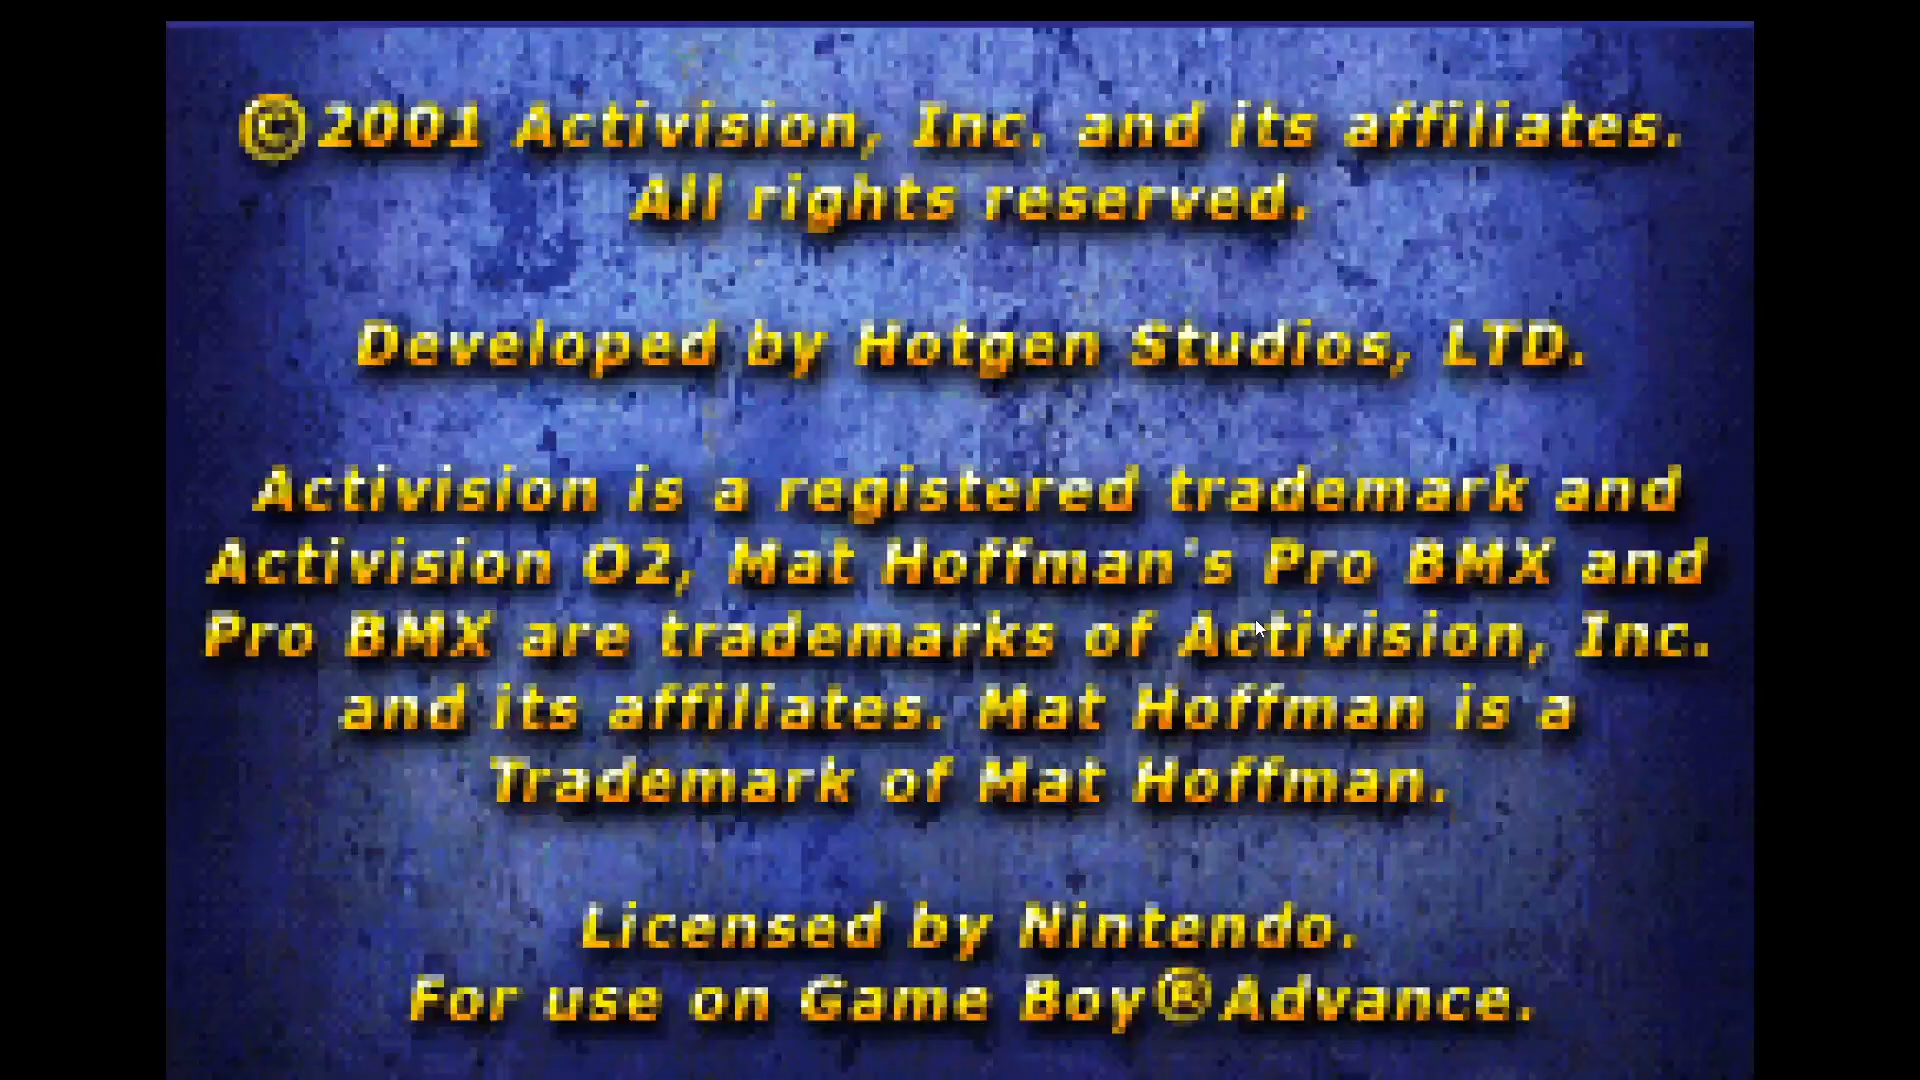 ©2001 Activision, Inc. and its affiliates.
All rights reserved.
Developed by Hotgen Studios, LTD.
Activision is a registered trademark and
Activision O2, Mat Hoffman's Pro BMX and
Pro BMX are trademarks of Activision, Inc.
and its affiliates. Mat Hoffman is a
Trademark of Mat Hoffman.
Licensed by Nintendo.
For use on Game Boy®Advance.